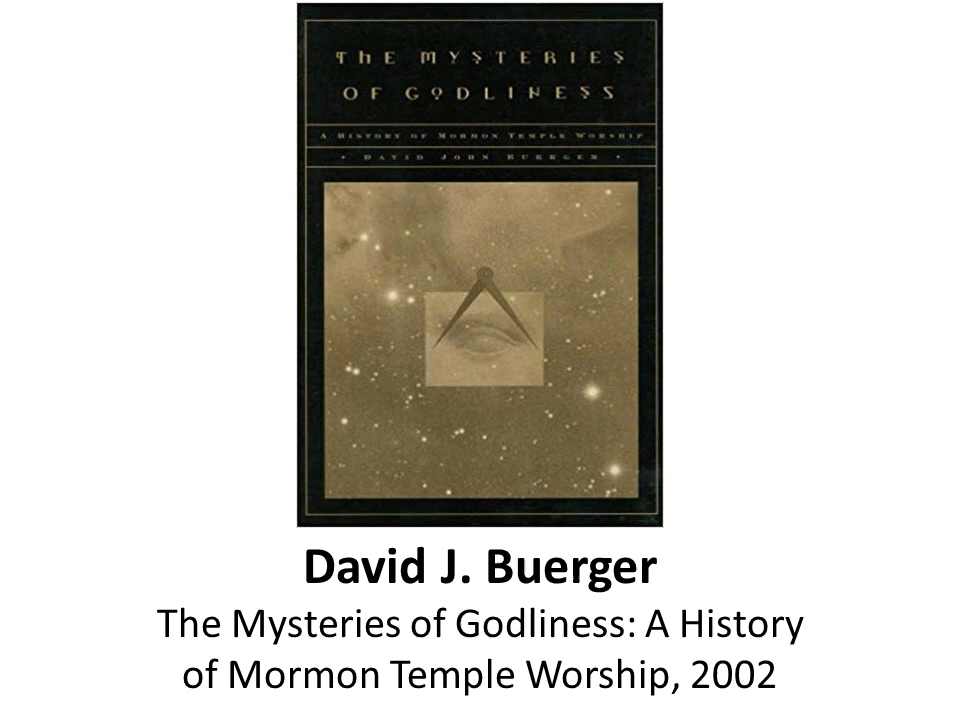 THE MYSTERIES
OF GODLINESS
A HISTORY OF MORMON TEMPLE WORSHIP
• DAVID JOHN BUERGER •
David J. Buerger
The Mysteries of Godliness: A History
of Mormon Temple Worship, 2002